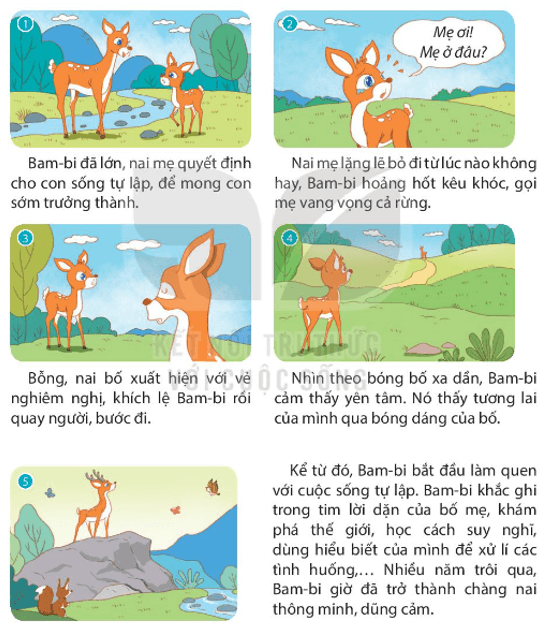 1
2
Mẹ ơi!
Mẹ ở đâu?
Bam-bi đã lớn, nai mẹ quyết định
cho con sống tự lập, để mong con
sớm trưởng thành.
Nai mẹ lặng lẽ bỏ đi từ lúc nào không
hay, Bam-bi hoảng hốt kêu khóc, gọi
mẹ vang vọng cả rừng.
3
4
KẾT NỐI TRI THỨC
VỚI CUỘC SỐNG
Bỗng, nai bố xuất hiện với vẻ
nghiêm nghị, khích lệ Bam-bi rồi
quay người, bước đi.
Nhìn theo bóng bố xa dần, Bam-bi
cảm thấy yên tâm. Nó thấy tương lai
của mình qua bóng dáng của bố.
5
Kể từ đó, Bam-bi bắt đầu làm quen
với cuộc sống tự lập. Bam-bi khắc ghi
trong tim lời dặn của bố mẹ, khám
phá thế giới, học cách suy nghĩ,
dùng hiểu biết của mình để xử lí các
tình huống,... Nhiều năm trôi qua,
Bam-bi giờ đã trở thành chàng nai
thông minh, dũng cảm.